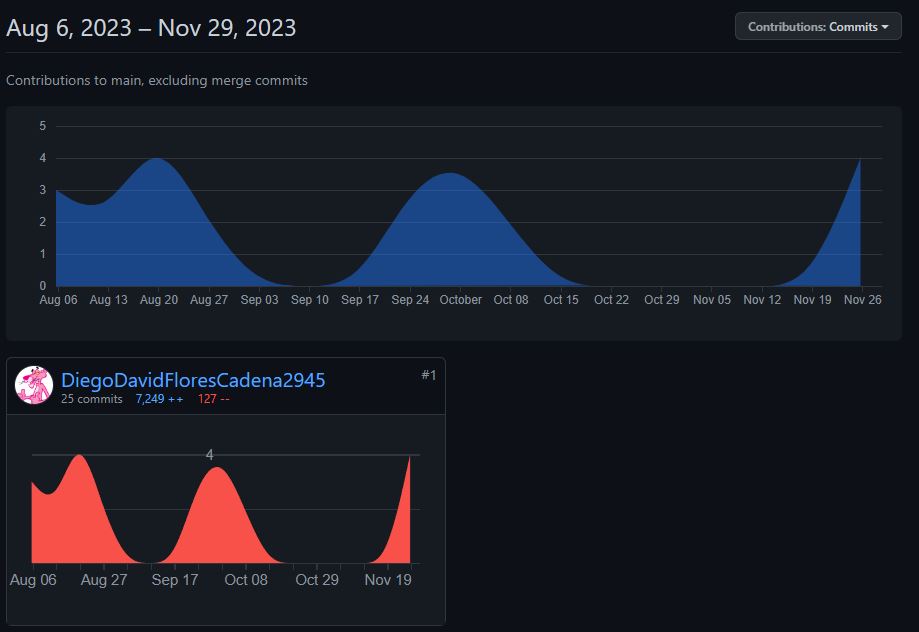 Aug 6, 2023 – Nov 29, 2023
Contributions: Commits
Contributions to main, excluding merge commits
5
4
3
2
1
0
Aug 06 Aug 13 Aug 20 Aug 27 Sep 03 Sep 10 Sep 17 Sep 24 October Oct 08 Oct 15 Oct 22 Oct 29 Nov 05 Nov 12 Nov 19 Nov 26
DiegoDavidFloresCadena2945
#1
25 commits 7,249 ++ 127 --
4
Aug 06 Aug 27 Sep 17 Oct 08 Oct 29 Nov 19